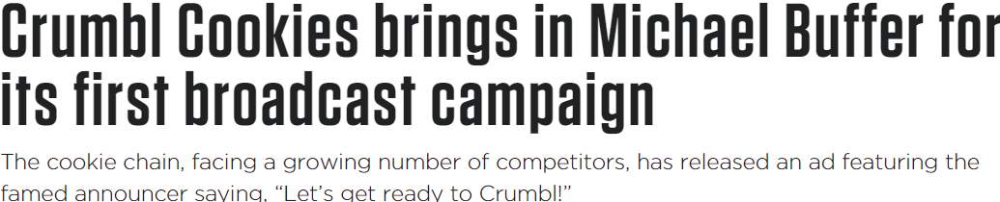 Crumbl Cookies brings in Michael Buffer for
its first broadcast campaign
The cookie chain, facing a growing number of competitors, has released an ad featuring the
famed announcer saying, “Let’s get ready to Crumbl!”